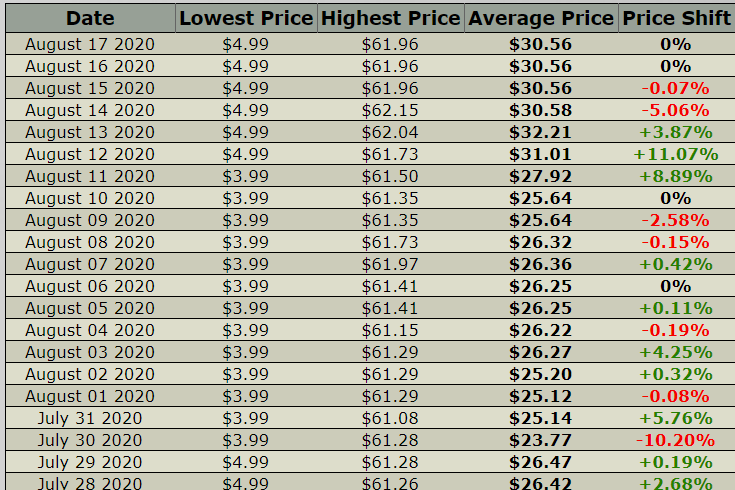 Date Lowest Price Highest Price Average Price Price Shift
August 17 2020 $4.99 $61.96 $30.56 0%
August 16 2020 $4.99 $61.96 $30.56 0%
August 15 2020 $4.99 $61.96 $30.56 -0.07%
August 14 2020 $4.99 $62.15 $30.58 -5.06%
August 13 2020 $4.99 $62.04 $32.21 +3.87%
August 12 2020 $4.99 $61.73 $31.01 +11.07%
August 11 2020 $3.99 $61.50 $27.92 +8.89%
August 10 2020 $3.99 $61.35 $25.64 0%
August 09 2020 $3.99 $61.35 $25.64 -2.58%
August 08 2020 $3.99 $61.73 $26.32 -0.15%
August 07 2020 $3.99 $61.97 $26.36 +0.42%
August 06 2020 $3.99 $61.41 $26.25 0%
August 05 2020 $3.99 $61.41 $26.25 +0.11%
August 04 2020 $3.99 $61.15 $26.22 -0.19%
August 03 2020 $3.99 $61.29 $26.27 +4.25%
August 02 2020 $3.99 $61.29 $25.20 +0.32%
August 01 2020 $3.99 $61.29 $25.12 -0.08%
July 31 2020 $3.99 $61.08 $25.14 +5.76%
July 30 2020 $3.99 $61.28 $23.77 -10.20%
July 29 2020 $4.99 $61.28 $26.47 +0.19%
July 28 2020 $4.99 $61.26 $26.42 +2.68%